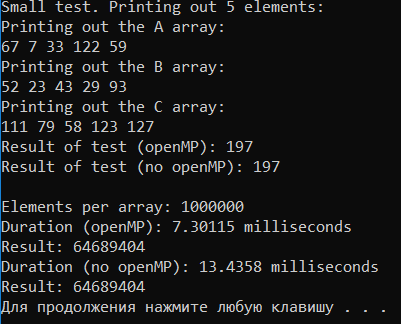 Small test. Printing out 5 elements:
Printing out the A array:
67 7 33 122 59
Printing out the B array:
52 23 43 29 93
Printing out the C array:
111 79 58 123 127
Result of test (openMP): 197
Result of test (no openMP): 197
Elements per array: 1000000
Duration (openMP): 7.30115 milliseconds
Result: 64689404
Duration (no openMP): 13.4358 milliseconds
Result: 64689404
Для продолжения нажмите любую клавишу . . .